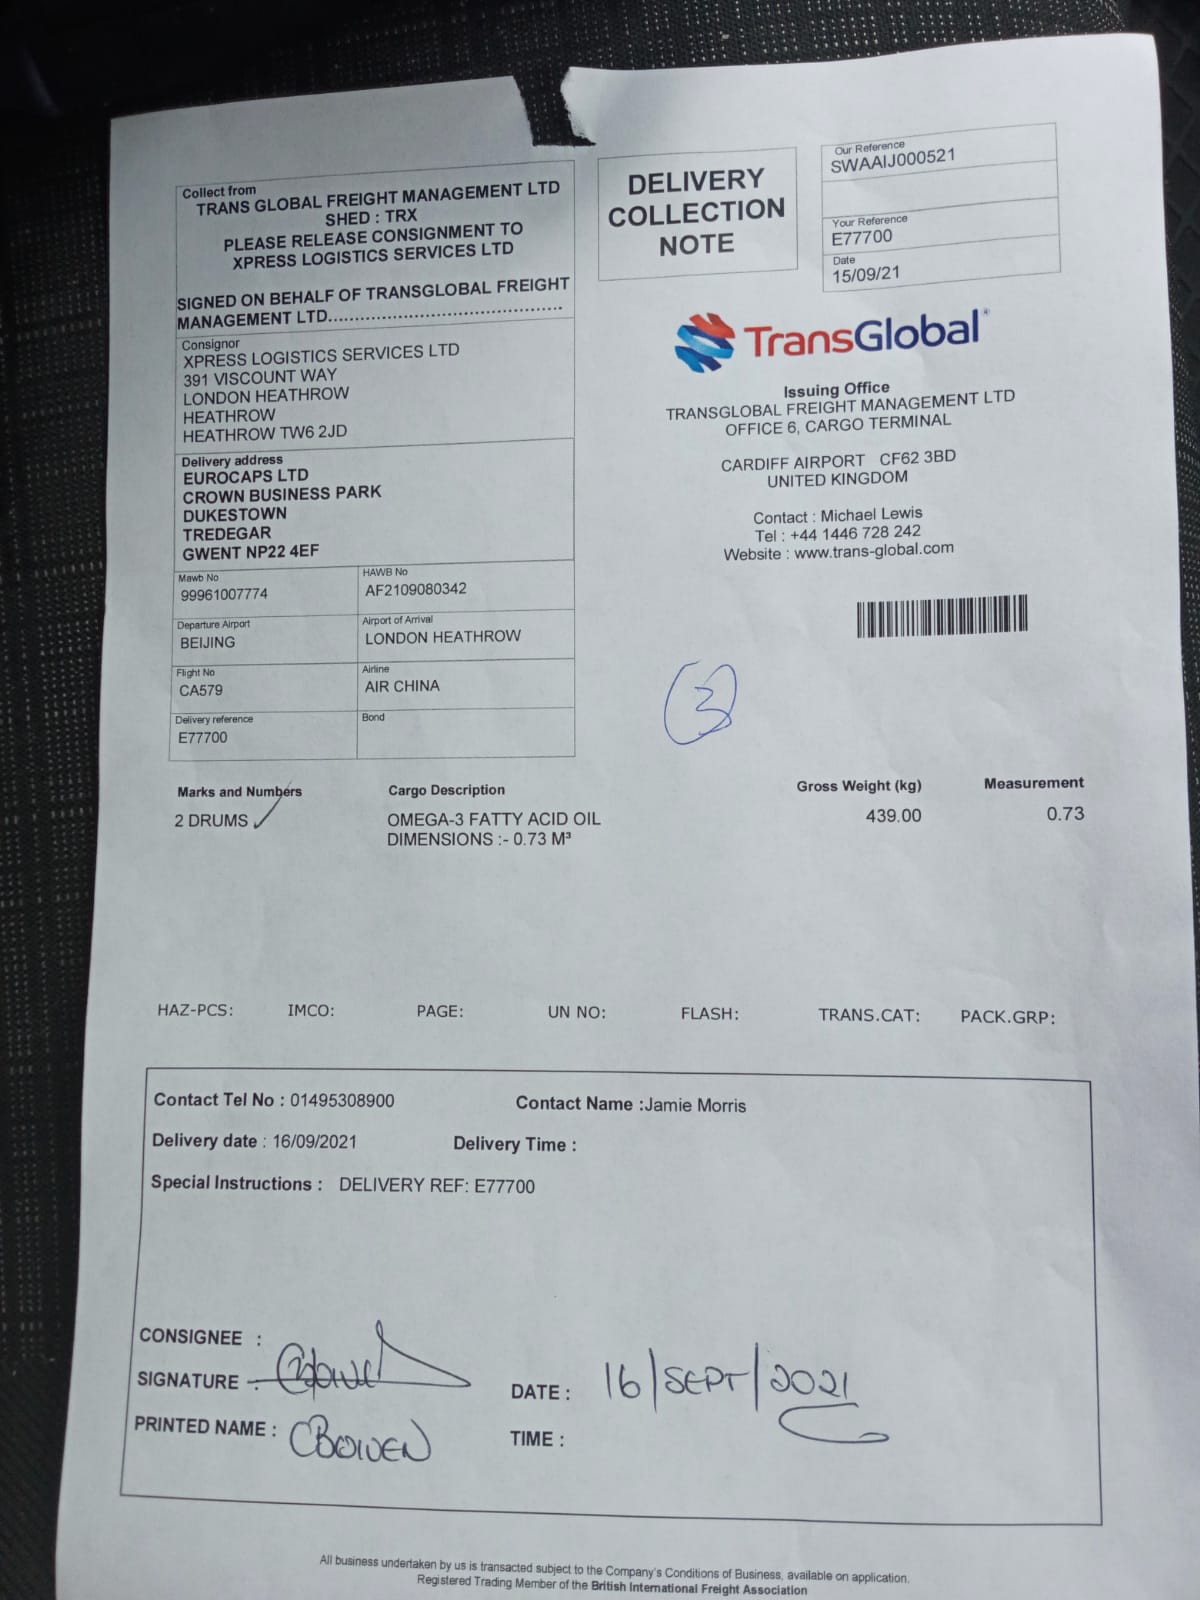 Collect from
TRANS GLOBAL FREIGHT MANAGEMENT LTD
SHED : TRX
PLEASE RELEASE CONSIGNMENT TO
XPRESS LOGISTICS SERVICES LTD
SIGNED ON BEHALF OF TRANSGLOBAL FREIGHT
MANAGEMENT LTD............................................
DELIVERY
COLLECTION
NOTE
Our Reference
SWAAIJ000521
Your Reference
E77700
Date
15/09/21
Consignor
XPRESS LOGISTICS SERVICES LTD
391 VISCOUNT WAY
LONDON HEATHROW
HEATHROW
HEATHROW TW6 2JD
TransGlobal®
Issuing Office
TRANSGLOBAL FREIGHT MANAGEMENT LTD
OFFICE 6, CARGO TERMINAL
CARDIFF AIRPORT CF62 3BD
UNITED KINGDOM
Contact : Michael Lewis
Tel : +44 1446 728 242
Website : www.trans-global.com
Delivery address
EUROCAPS LTD
CROWN BUSINESS PARK
DUKESTOWN
TREDEGAR
GWENT NP22 4EF
Mawb No HAWB No
99961007774 AF2109080342
Departure Airport Airport of Arrival
BEIJING LONDON HEATHROW
Flight No Airline
CA579 AIR CHINA
Delivery reference Bond
E77700
3
Marks and Numbers Cargo Description Gross Weight (kg) Measurement
2 DRUMS OMEGA-3 FATTY ACID OIL 439.00 0.73
DIMENSIONS :- 0.73 M³
HAZ-PCS: IMCO: PAGE: UN NO: FLASH: TRANS.CAT: PACK.GRP:
Contact Tel No : 01495308900 Contact Name :Jamie Morris
Delivery date : 16/09/2021 Delivery Time :
Special Instructions : DELIVERY REF: E77700
CONSIGNEE :
SIGNATURE : DATE : 16/SEPT/2021
PRINTED NAME : CBOWEN TIME :
All business undertaken by us is transacted subject to the Company's Conditions of Business, available on application.
Registered Trading Member of the British International Freight Association